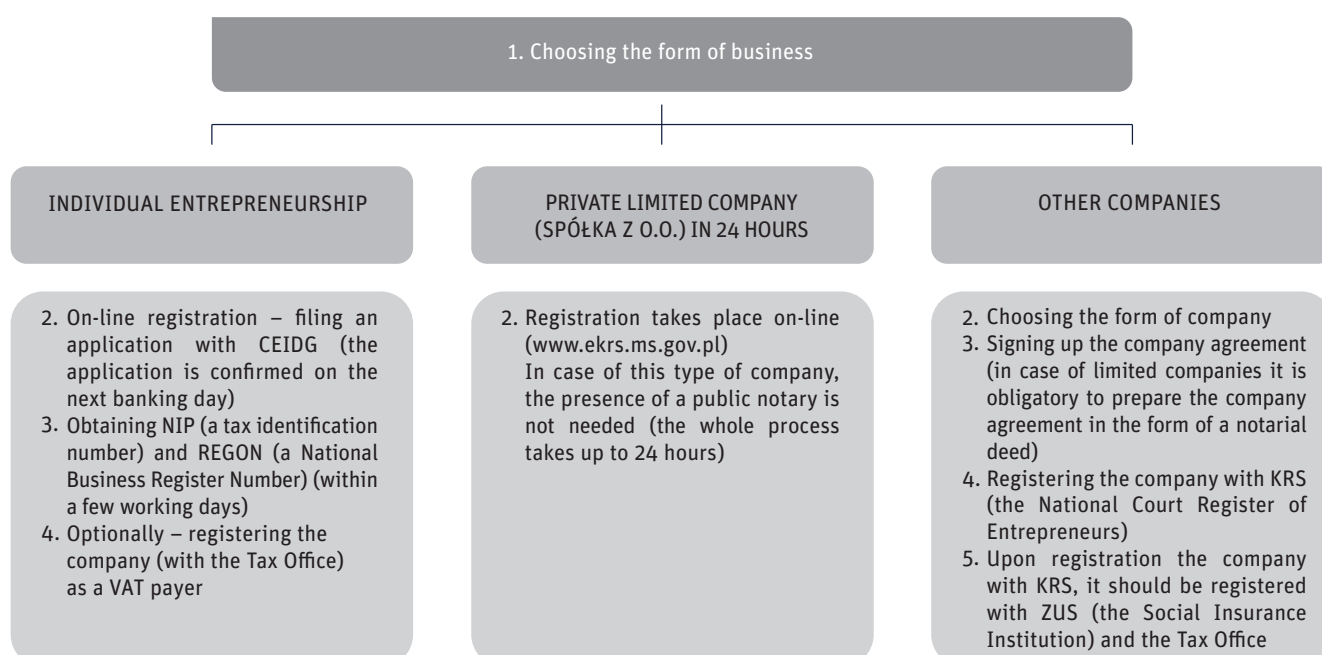 1. Choosing the form of business
INDIVIDUAL ENTREPRENEURSHIP
2. On-line registration – filing an
application with CEIDG (the
application is confirmed on the
next banking day)
3. Obtaining NIP (a tax identification
number) and REGON (a National
Business Register Number) (within
a few working days)
4. Optionally – registering the
company (with the Tax Office)
as a VAT payer
PRIVATE LIMITED COMPANY
(SPÓŁKA Z O.O.) IN 24 HOURS
2. Registration takes place on-line
(www.ekrs.ms.gov.pl)
In case of this type of company,
the presence of a public notary is
not needed (the whole process
takes up to 24 hours)
OTHER COMPANIES
2. Choosing the form of company
3. Signing up the company agreement
(in case of limited companies it is
obligatory to prepare the company
agreement in the form of a notarial
deed)
4. Registering the company with KRS
(the National Court Register of
Entrepreneurs)
5. Upon registration the company
with KRS, it should be registered
with ZUS (the Social Insurance
Institution) and the Tax Office